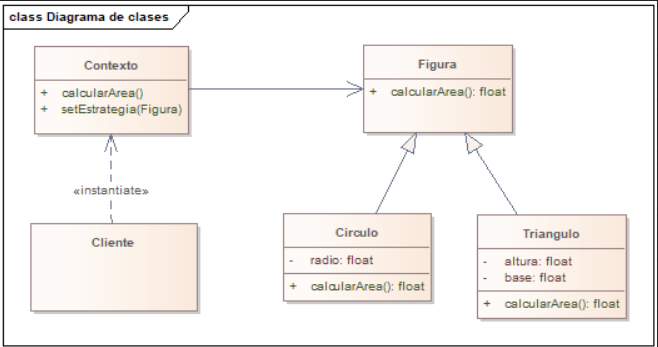 class Diagrama de clases
Contexto
+ calcularArea()
+ setEstrategia(Figura)
Figura
+ calcularArea(): float
«instantiate»
Cliente
Circulo
- radio: float
+ calcularArea(): float
Triangulo
- altura: float
- base: float
+ calcularArea(): float